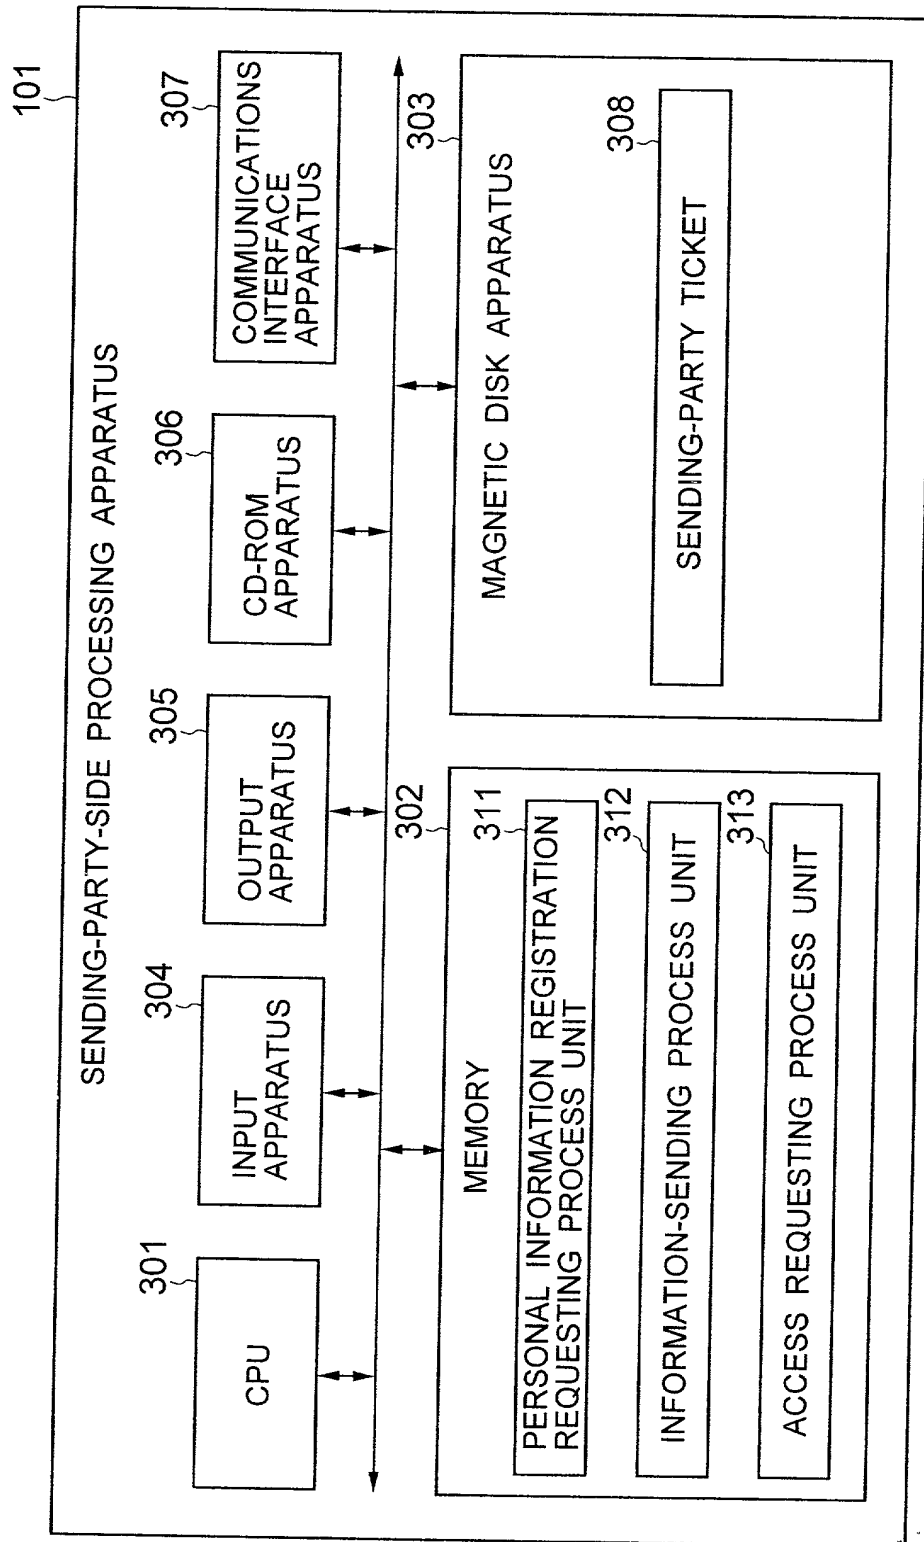 101
SENDING-PARTY-SIDE PROCESSING APPARATUS
301
CPU
304
INPUT
APPARATUS
305
OUTPUT
APPARATUS
306
CD-ROM
APPARATUS
307
COMMUNICATIONS
INTERFACE
APPARATUS
302
MEMORY
311
PERSONAL INFORMATION REGISTRATION
REQUESTING PROCESS UNIT
312
INFORMATION-SENDING PROCESS UNIT
313
ACCESS REQUESTING PROCESS UNIT
303
MAGNETIC DISK APPARATUS
308
SENDING-PARTY TICKET